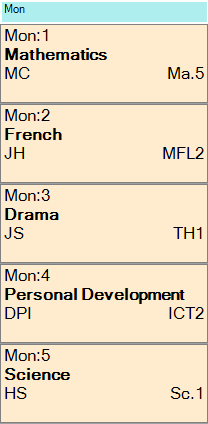 Mon
Mon:1
Mathematics
MC Ma.5
Mon:2
French
JH MFL2
Mon:3
Drama
JS TH1
Mon:4
Personal Development
DPI ICT2
Mon:5
Science
HS Sc.1